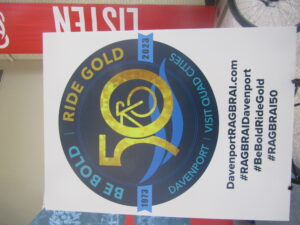 LISTEN
BE BOLD | RIDE GOLD
1973
2023
50
DAVENPORT | VISIT QUAD CITIES
DavenportRAGBRAI.com
#RAGBRAIDavenport
#BeBoldRideGold
#RAGBRAI50